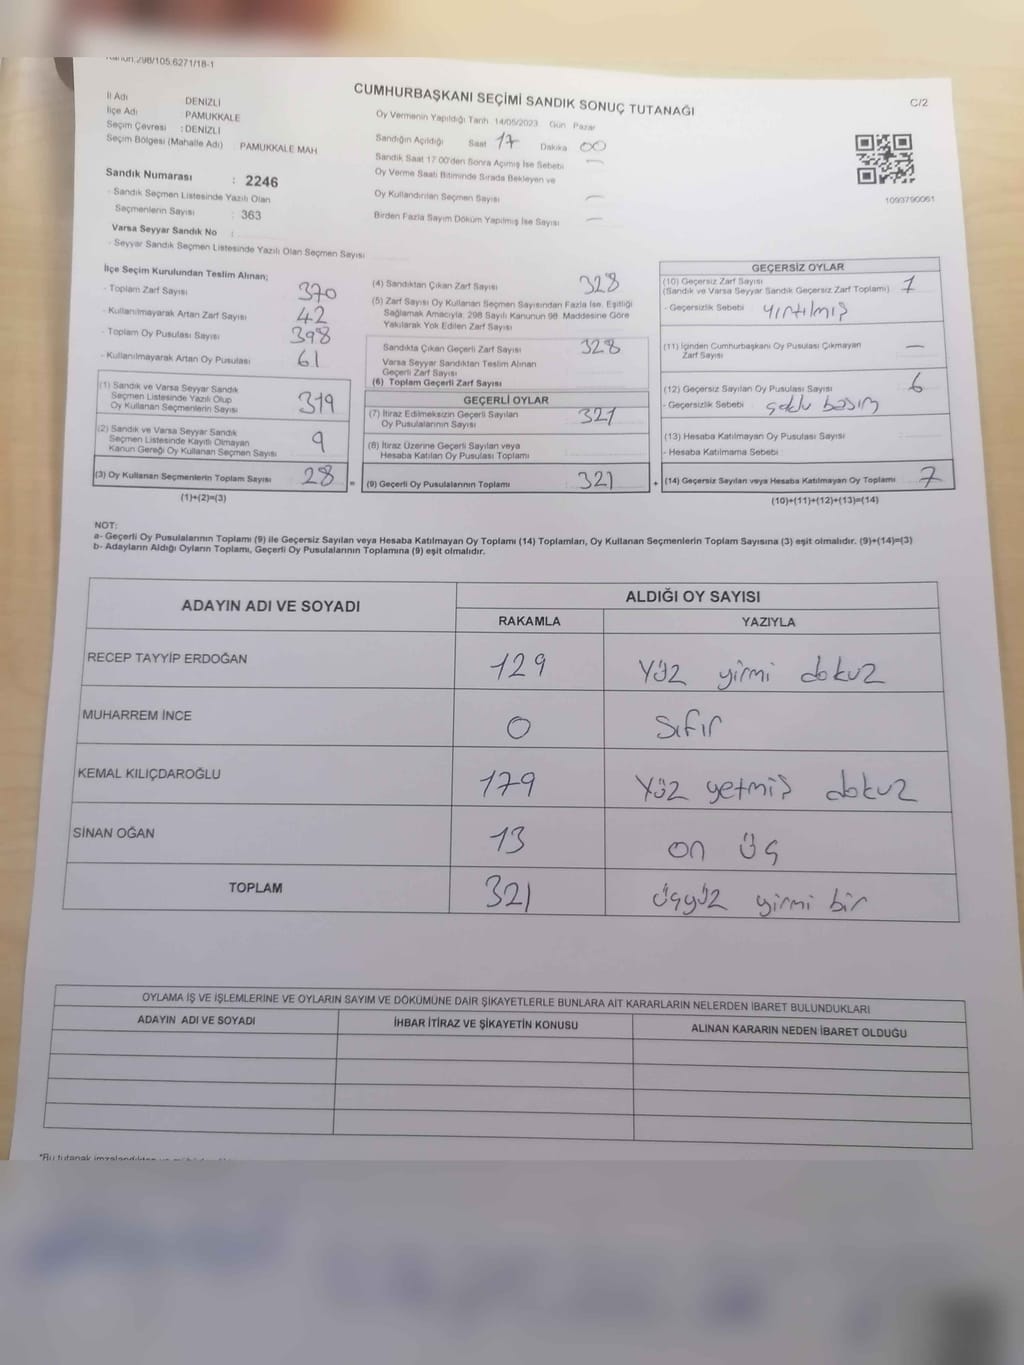 Kanun:298/105,6271/18-1
CUMHURBAŞKANI SEÇİMİ SANDIK SONUÇ TUTANAĞI
C/2
İl Adı DENİZLİ
İlçe Adı PAMUKKALE
Seçim Çevresi : DENİZLİ
Seçim Bölgesi (Mahalle Adı) PAMUKKALE MAH.
Sandık Numarası : 2246
- Sandık Seçmen Listesinde Yazılı Olan
Seçmenlerin Sayısı : 363
Varsa Seyyar Sandık No :
- Seyyar Sandık Seçmen Listesinde Yazılı Olan Seçmen Sayısı
Oy Vermenin Yapıldığı Tarih 14/05/2023 Gün Pazar
Sandığın Açıldığı Saat 17 Dakika 00
Sandık Saat 17:00'den Sonra Açımış İse Sebebi —
Oy Verme Saati Bitiminde Sırada Bekleyen ve
Oy Kullandırılan Seçmen Sayısı —
Birden Fazla Sayım Döküm Yapılmış İse Sayısı —
1093790061
İlçe Seçim Kurulundan Teslim Alınan;
- Toplam Zarf Sayısı 370
- Kullanılmayarak Artan Zarf Sayısı 42
- Toplam Oy Pusulası Sayısı 398
- Kullanılmayarak Artan Oy Pusulası 61
(1) Sandık ve Varsa Seyyar Sandık
Seçmen Listesinde Yazılı Olup
Oy Kullanan Seçmenlerin Sayısı 319
(2) Sandık ve Varsa Seyyar Sandık
Seçmen Listesinde Kayıtlı Olmayan
Kanun Gereği Oy Kullanan Seçmen Sayısı 9
(3) Oy Kullanan Seçmenlerin Toplam Sayısı 28 =
(1)+(2)=(3)
(4) Sandıktan Çıkan Zarf Sayısı 328
(5) Zarf Sayısı Oy Kullanan Seçmen Sayısından Fazla İse, Eşitliği
Sağlamak Amacıyla, 298 Sayılı Kanunun 98. Maddesine Göre
Yakılarak Yok Edilen Zarf Sayısı
Sandıkta Çıkan Geçerli Zarf Sayısı 328
Varsa Seyyar Sandıktan Teslim Alınan
Geçerli Zarf Sayısı
(6) Toplam Geçerli Zarf Sayısı
GEÇERLİ OYLAR
(7) İtiraz Edilmeksizin Geçerli Sayılan
Oy Pusulalarının Sayısı 321
(8) İtiraz Üzerine Geçerli Sayılan veya
Hesaba Katılan Oy Pusulası Toplamı
(9) Geçerli Oy Pusulalarının Toplamı 321 +
GEÇERSİZ OYLAR
(10) Geçersiz Zarf Sayısı
(Sandık ve Varsa Seyyar Sandık Geçersiz Zarf Toplamı) 1
- Geçersizlik Sebebi yırtılmış
(11) İçinden Cumhurbaşkanı Oy Pusulası Çıkmayan
Zarf Sayısı —
(12) Geçersiz Sayılan Oy Pusulası Sayısı 6
- Geçersizlik Sebebi basım
(13) Hesaba Katılmayan Oy Pusulası Sayısı
- Hesaba Katılmama Sebebi
(14) Geçersiz Sayılan veya Hesaba Katılmayan Oy Toplamı 7
(10)+(11)+(12)+(13)=(14)
NOT:
a- Geçerli Oy Pusulalarının Toplamı (9) ile Geçersiz Sayılan veya Hesaba Katılmayan Oy Toplamı (14) Toplamları, Oy Kullanan Seçmenlerin Toplam Sayısına (3) eşit olmalıdır. (9)+(14)=(3)
b- Adayların Aldığı Oyların Toplamı, Geçerli Oy Pusulalarının Toplamına (9) eşit olmalıdır.
ADAYIN ADI VE SOYADI ALDIĞI OY SAYISI
RAKAMLA YAZIYLA
RECEP TAYYİP ERDOĞAN 129 Yüz yirmi dokuz
MUHARREM İNCE 0 sıfır
KEMAL KILIÇDAROĞLU 179 Yüz yetmiş dokuz
SİNAN OĞAN 13 on üç
TOPLAM 321 üçyüz yirmi bir
OYLAMA İŞ VE İŞLEMLERİNE VE OYLARIN SAYIM VE DÖKÜMÜNE DAİR ŞİKAYETLERLE BUNLARA AİT KARARLARIN NELERDEN İBARET BULUNDUKLARI
ADAYIN ADI VE SOYADI İHBAR İTİRAZ VE ŞİKAYETİN KONUSU ALINAN KARARIN NEDEN İBARET OLDUĞU
*Bu tutanak